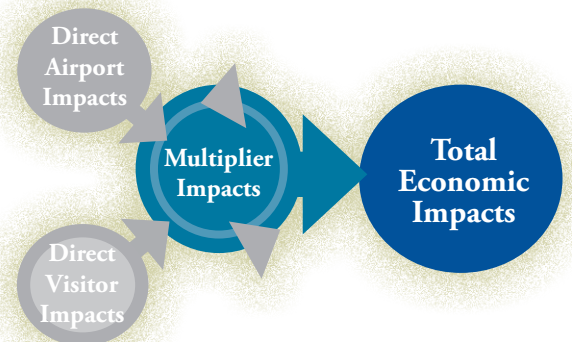 Direct
Airport
Impacts
Multiplier
Impacts
Total
Economic
Impacts
Direct
Visitor
Impacts